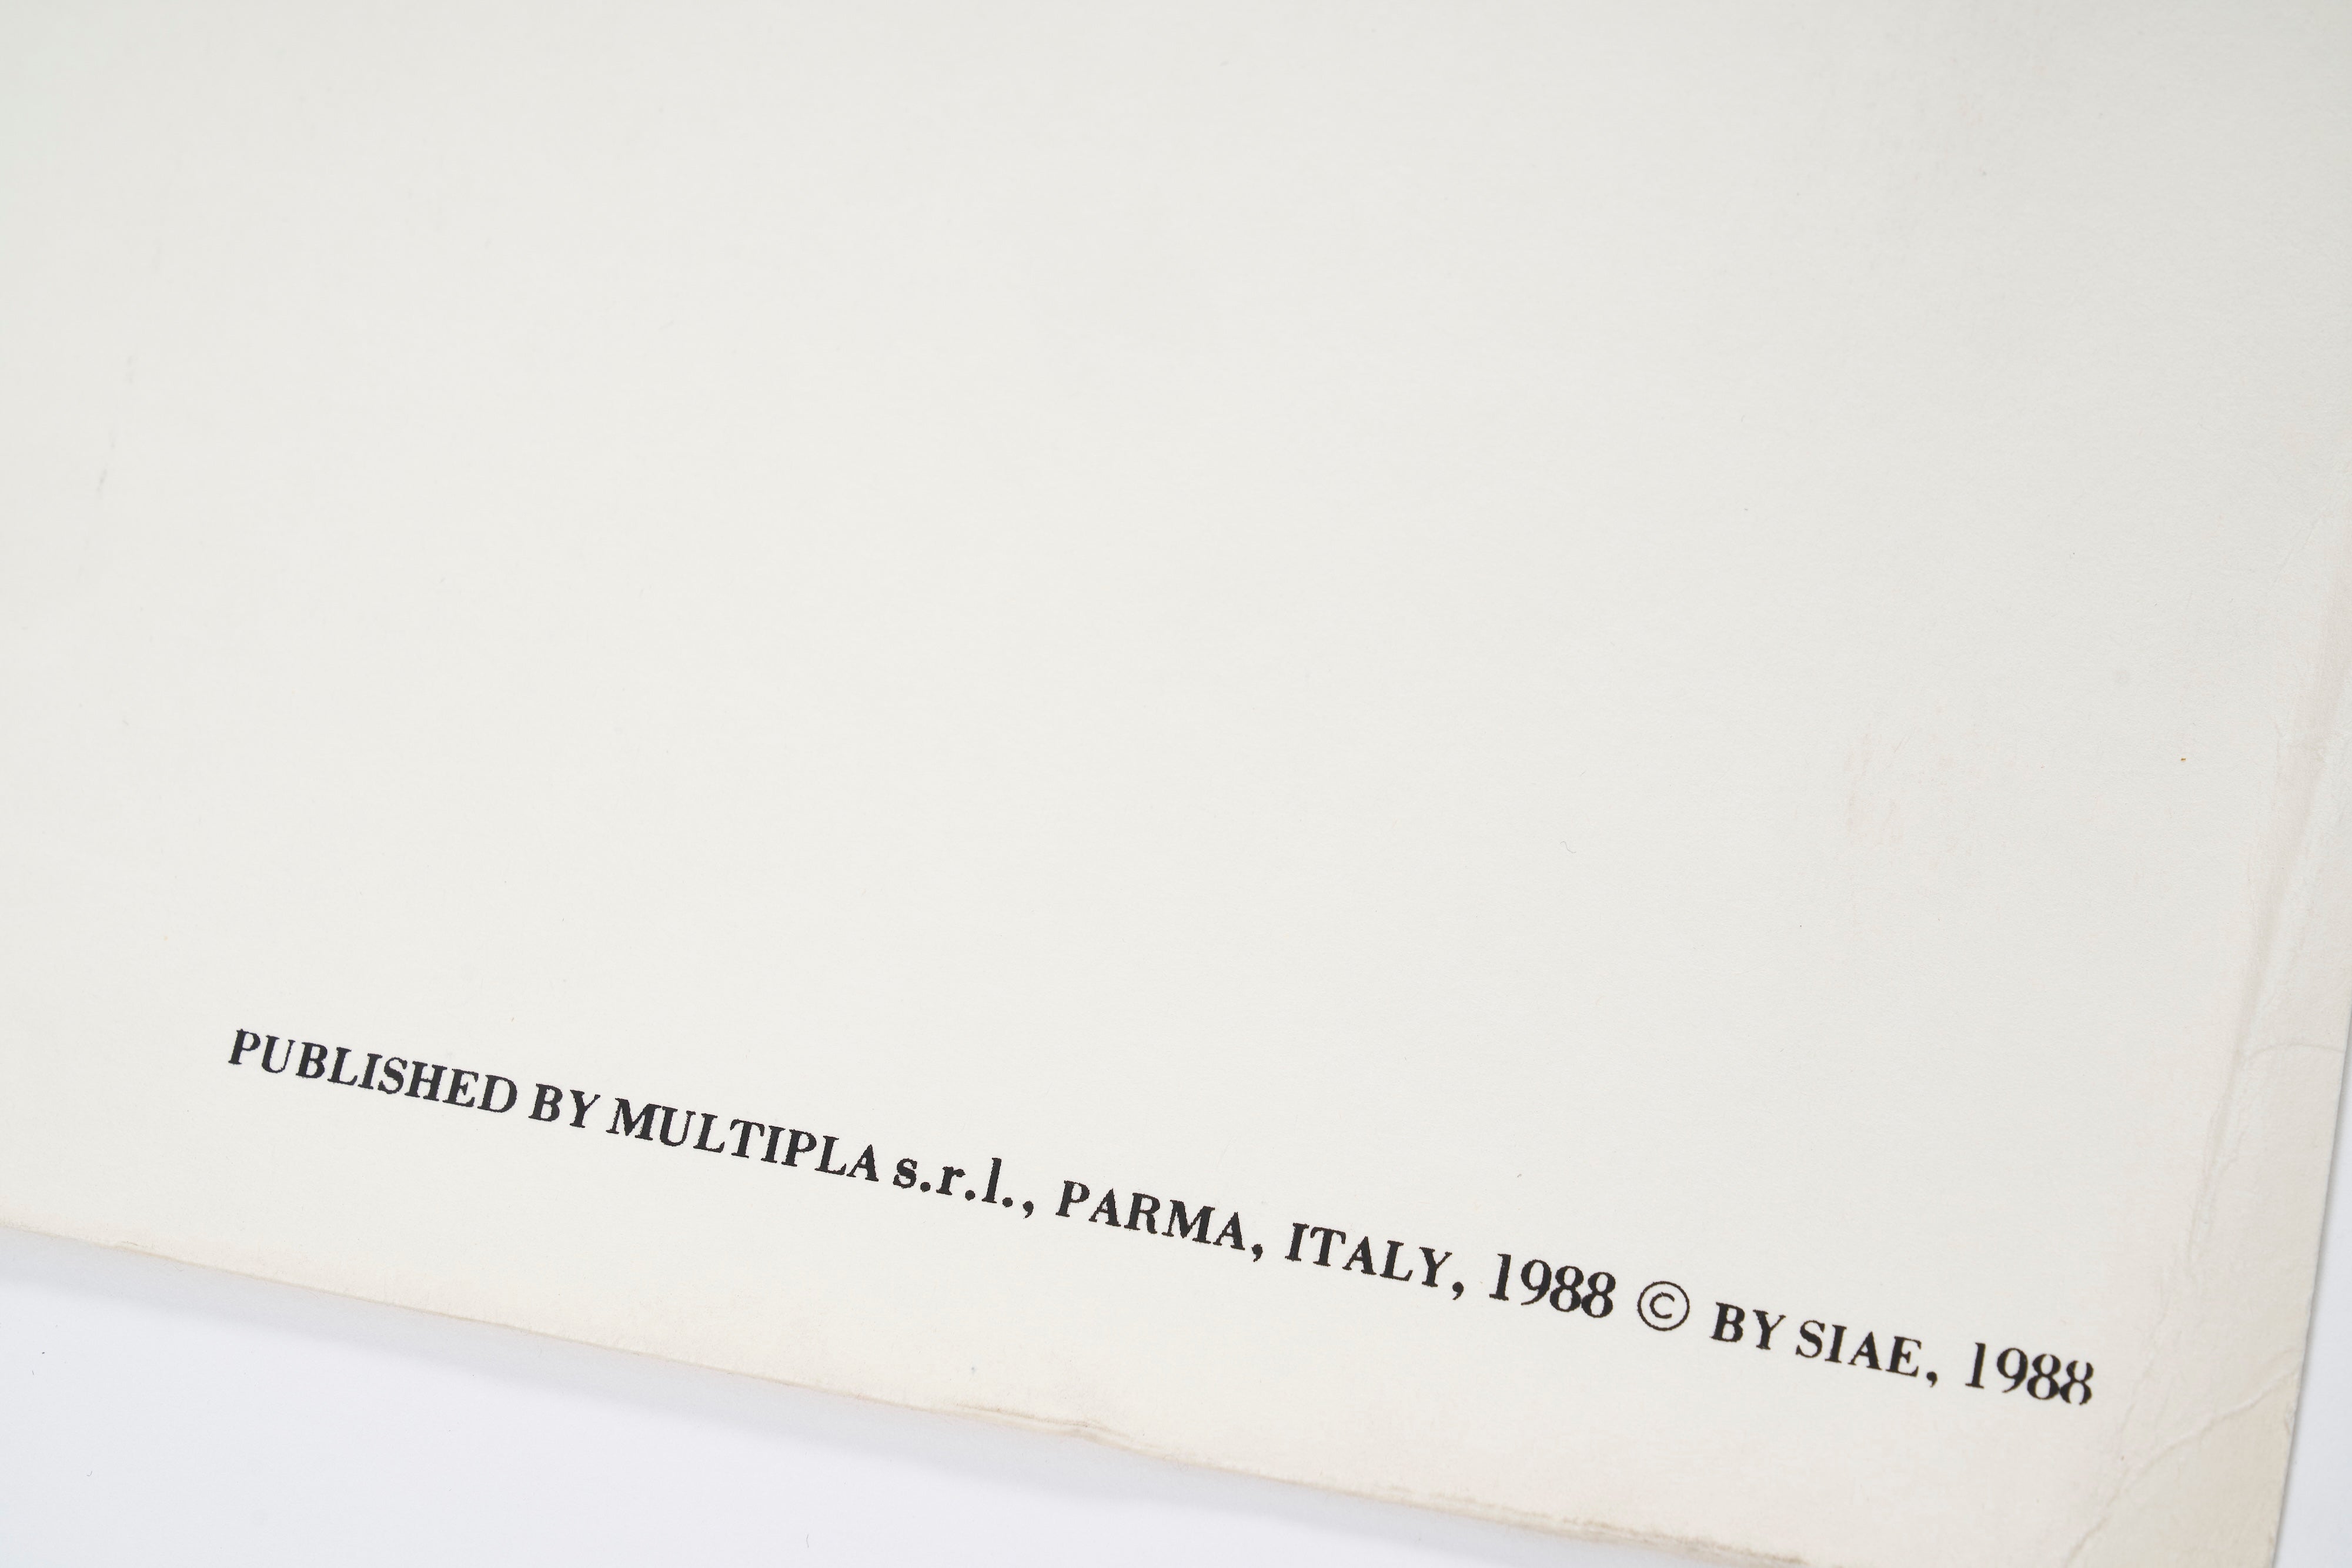 PUBLISHED BY MULTIPLA s.r.l., PARMA, ITALY, 1988 © BY SIAE, 1988